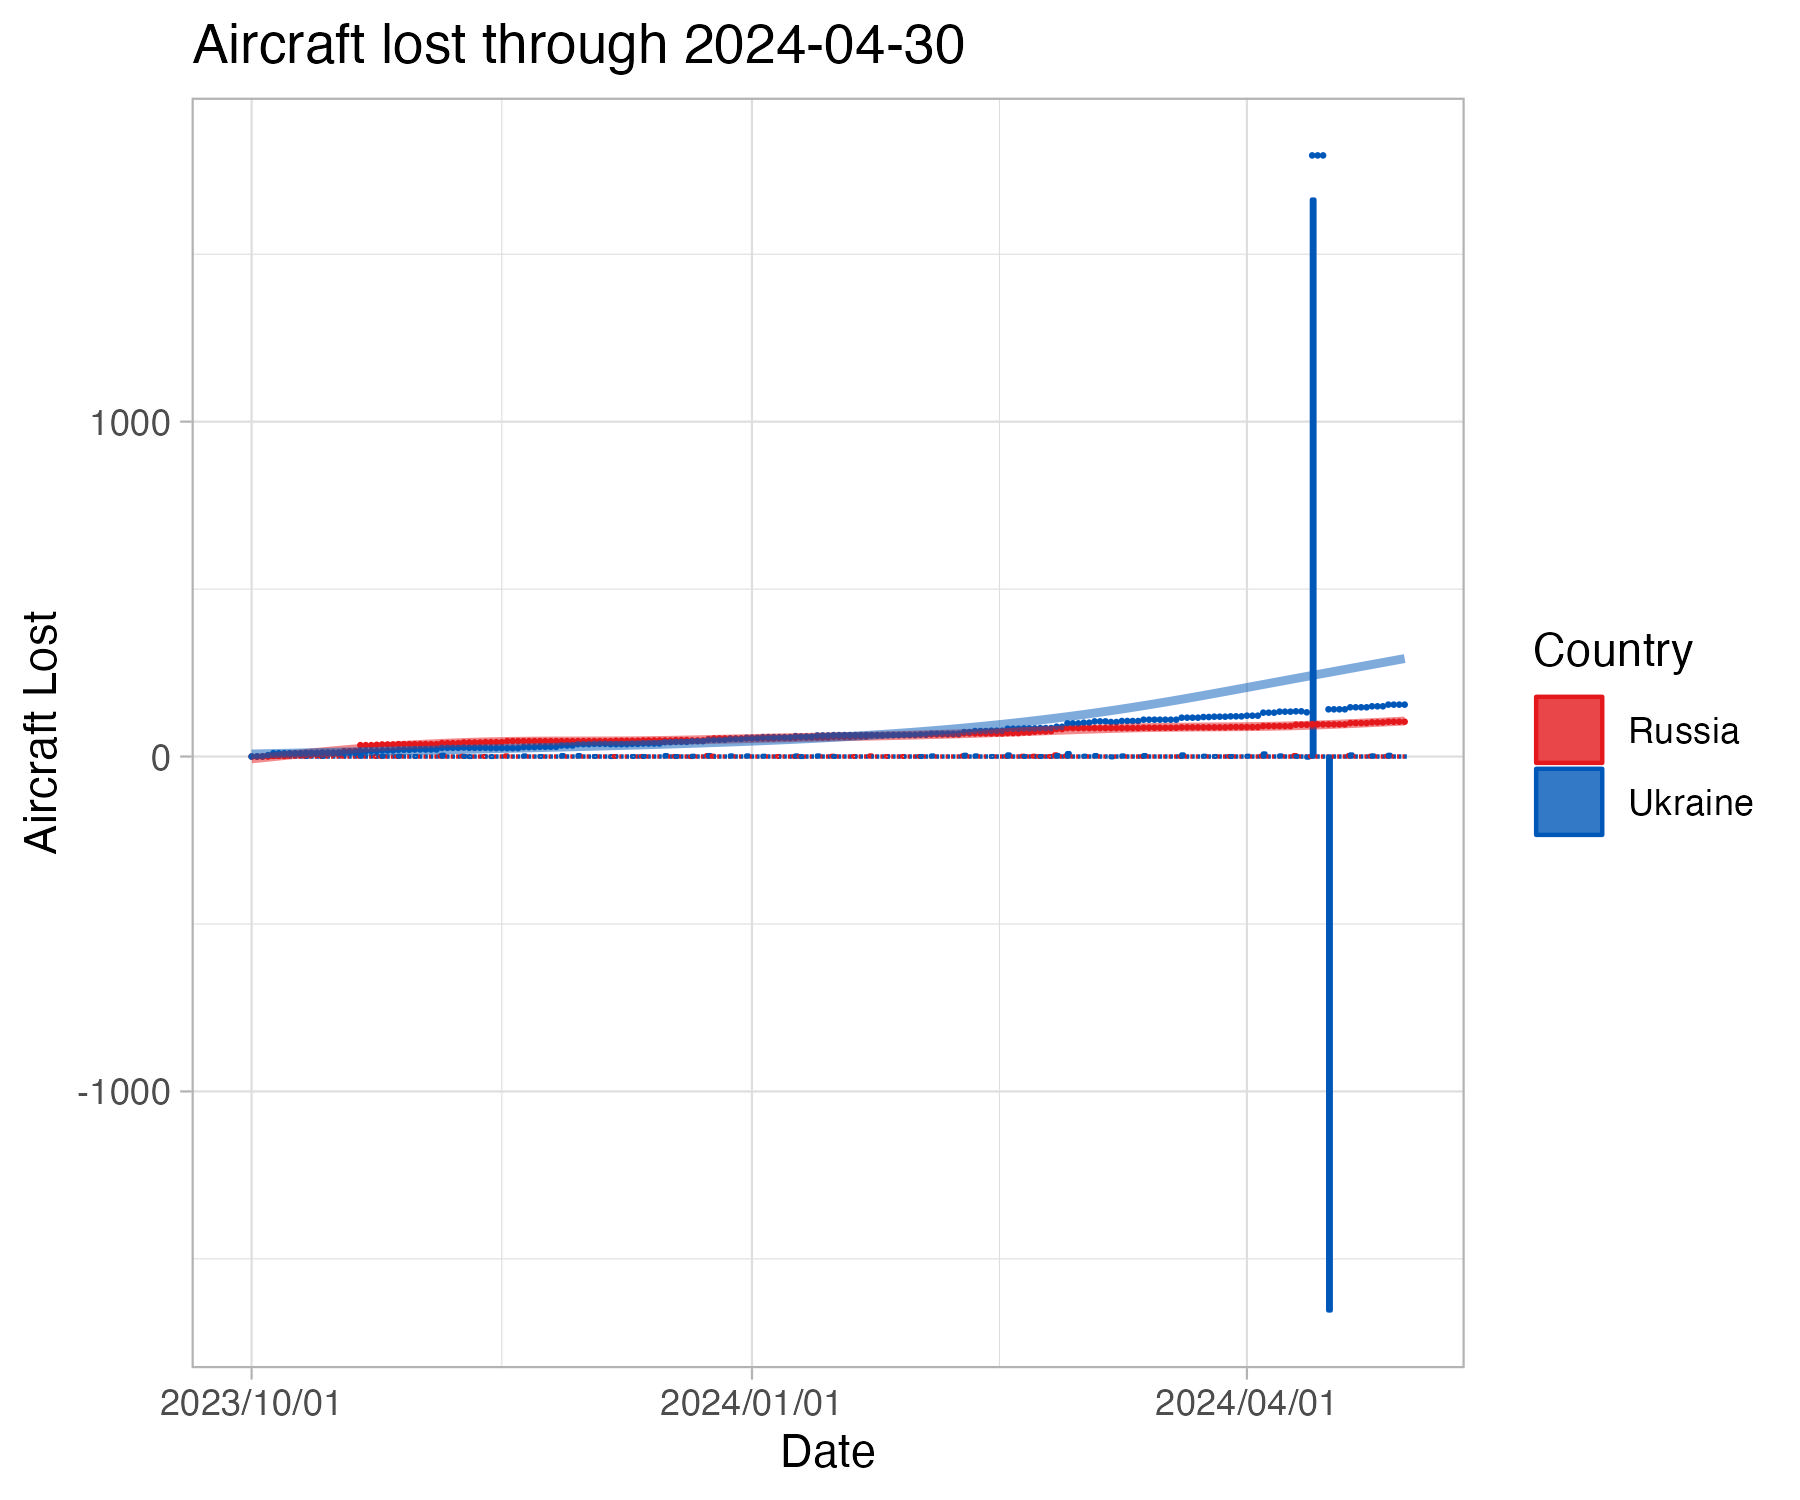 Aircraft lost through 2024-04-30
Aircraft Lost
1000
0
-1000
2023/10/01
2024/01/01
2024/04/01
Date
Country
Russia
Ukraine